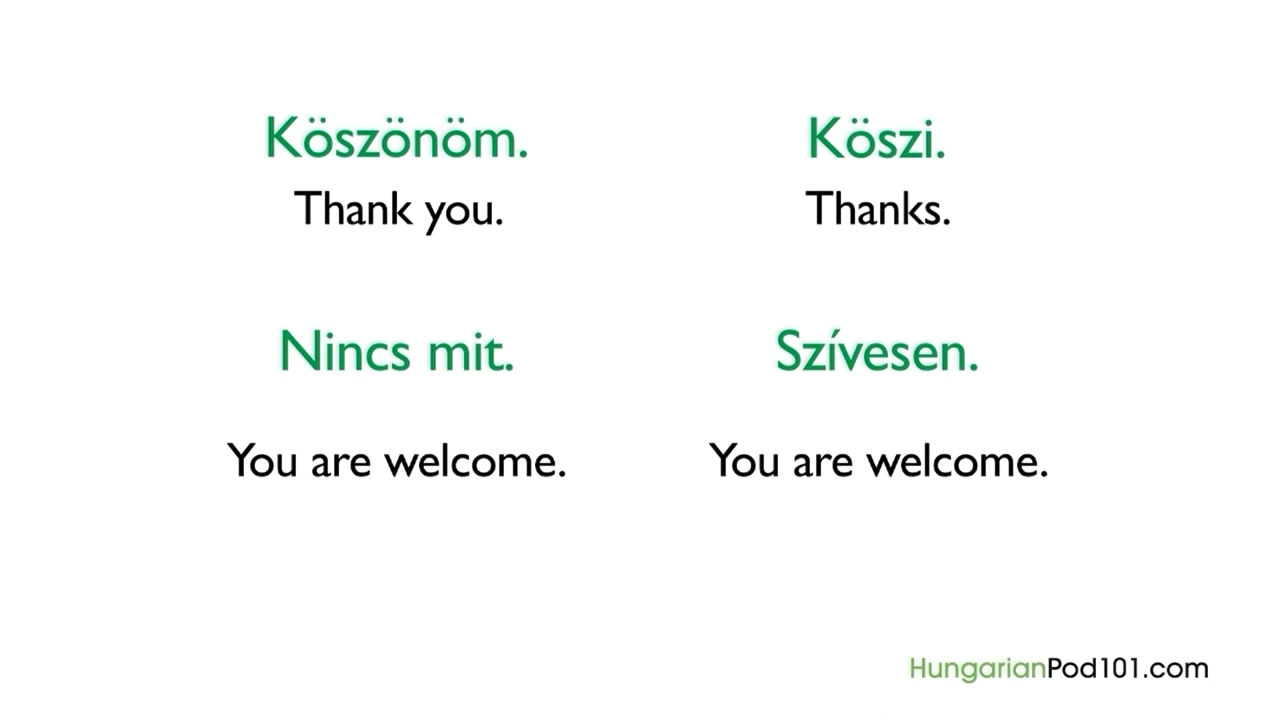 Köszönöm.
Thank you.
Köszi.
Thanks.
Nincs mit.
You are welcome.
Szívesen.
You are welcome.
HungarianPod101.com